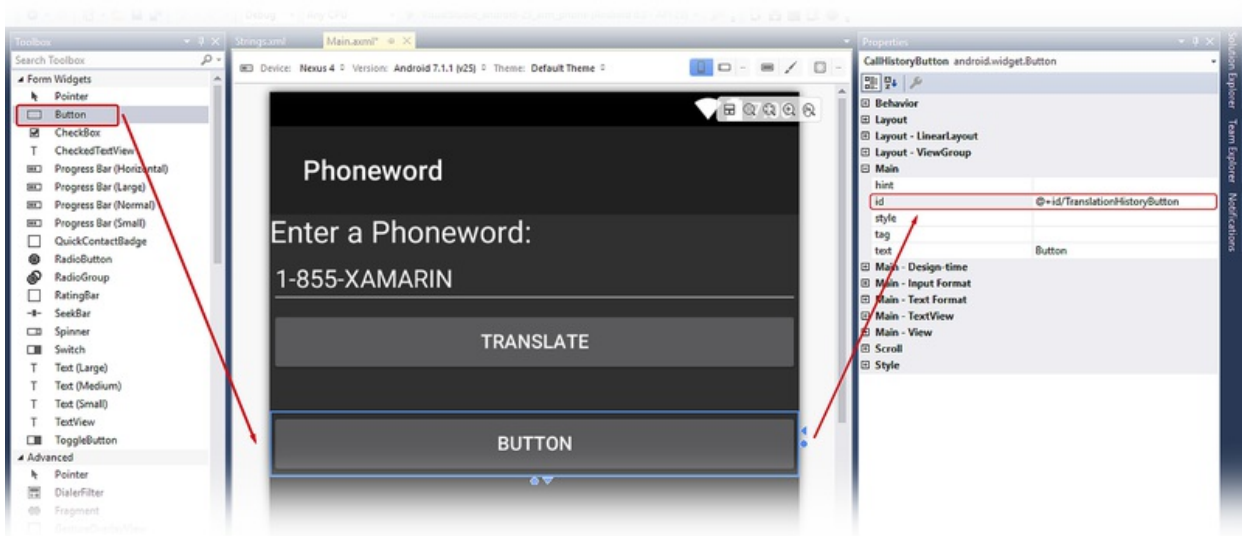 Debug
Any CPU
Toolbox
Search Toolbox
Form Widgets
Pointer
Button
CheckBox
CheckedTextView
Progress Bar (Horizontal)
Progress Bar (Large)
Progress Bar (Normal)
Progress Bar (Small)
QuickContactBadge
RadioButton
RadioGroup
RatingBar
SeekBar
Spinner
Switch
Text (Large)
Text (Medium)
Text (Small)
TextView
ToggleButton
Advanced
Pointer
DialerFilter
Fragment
Strings.xml
Main.axml*
Device: Nexus 4 Version: Android 7.1.1 (v25) Theme: Default Theme
Phoneword
Enter a Phoneword:
1-855-XAMARIN
TRANSLATE
BUTTON
Properties
CallHistoryButton android.widget.Button
Behavior
Layout
Layout - LinearLayout
Layout - ViewGroup
Main
hint
id @+id/TranslationHistoryButton
style
tag
text Button
Main - Design-time
Main - Input Format
Main - Text Format
Main - TextView
Main - View
Scroll
Style
Solution Explorer
Team Explorer
Notifications